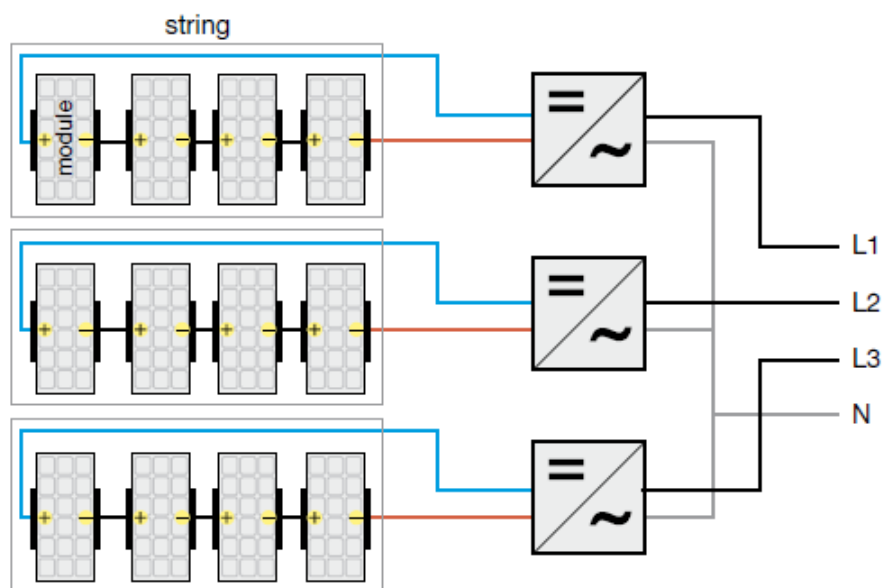 string
module
+ − + − + − + −
= ~
L1
+ − + − + − + −
= ~
L2
L3
N
+ − + − + − + −
= ~